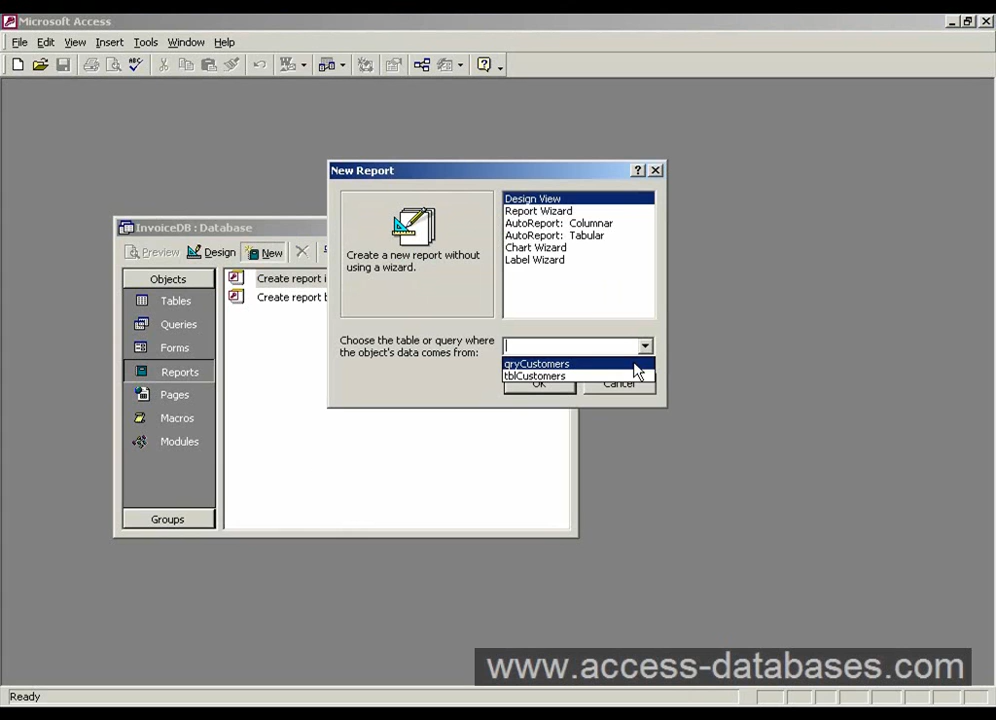 Microsoft Access
File Edit View Insert Tools Window Help
New Report
Design View
Report Wizard
AutoReport: Columnar
AutoReport: Tabular
Chart Wizard
Label Wizard
Create a new report without
using a wizard.
Choose the table or query where
the object's data comes from:
qryCustomers
tblCustomers
OK Cancel
InvoiceDB : Database
Preview Design New
Objects
Tables
Queries
Forms
Reports
Pages
Macros
Modules
Groups
Create report i
Create report b
www.access-databases.com
Ready